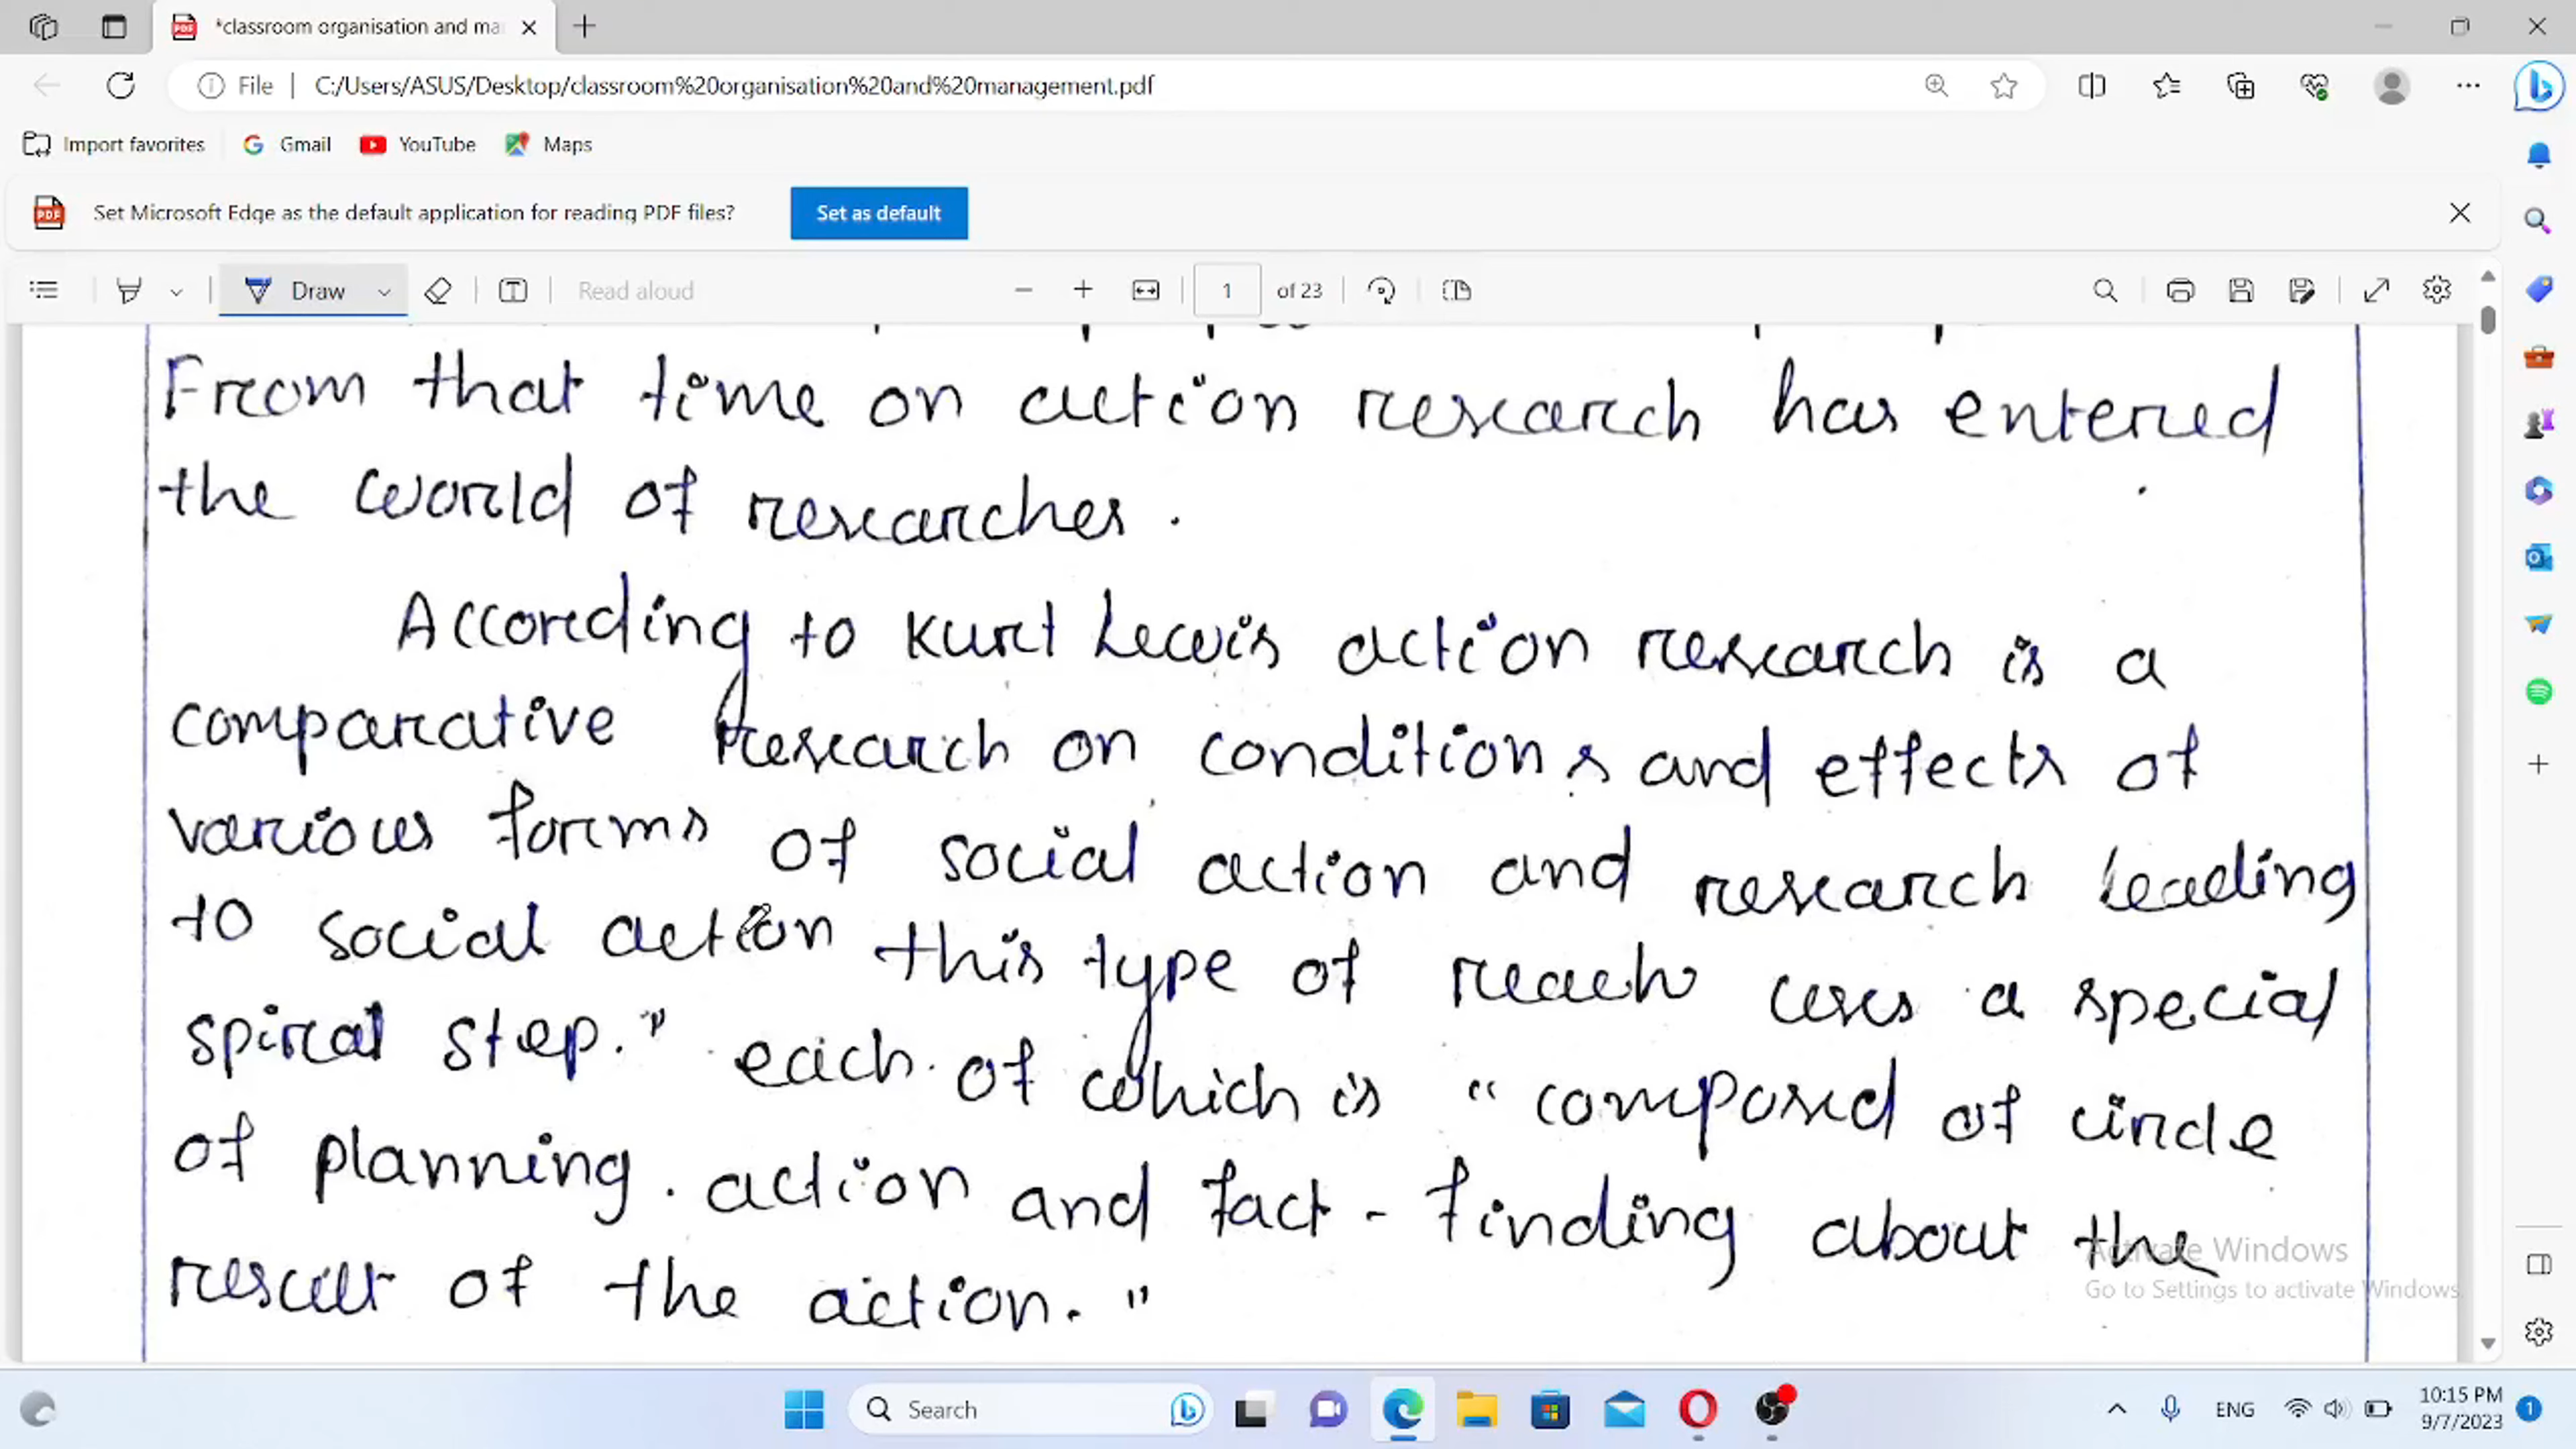 *classroom organisation and ma
File | C:/Users/ASUS/Desktop/classroom%20organisation%20and%20management.pdf
Import favorites Gmail YouTube Maps
Set Microsoft Edge as the default application for reading PDF files? Set as default
Draw Read aloud 1 of 23
From that time on action research has entered
the world of researches.
According to Kurt Lewis action research is a
comparative research on conditions and effects of
various forms of social action and research leading
to social action this type of reach uses a special
spiral step." each of which is "composed of circle
of planning. action and fact-finding about the
result of the action."
Activate Windows
Go to Settings to activate Windows.
Search ENG 10:15 PM
9/7/2023 1